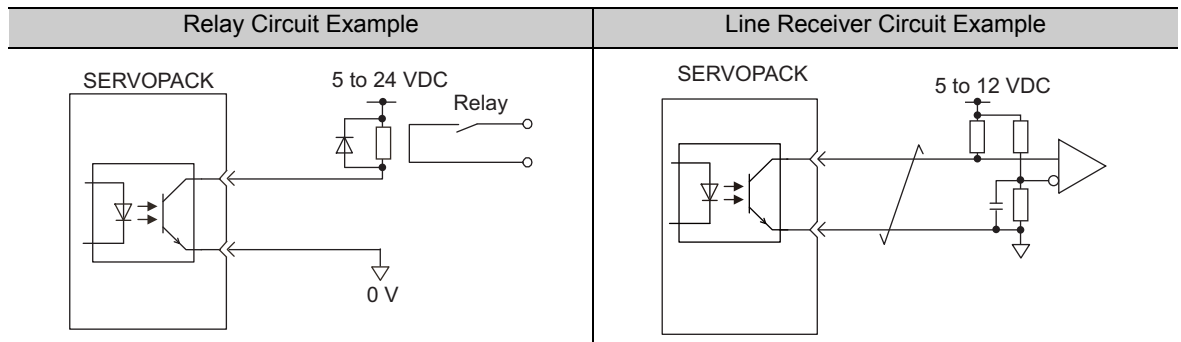 Relay Circuit Example
Line Receiver Circuit Example
SERVOPACK
5 to 24 VDC
Relay
0 V
SERVOPACK
5 to 12 VDC